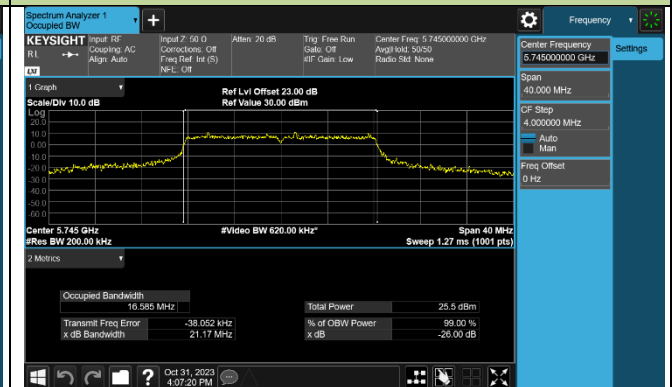 Spectrum Analyzer 1
Occupied BW
+
Frequency
KEYSIGHT
RL
LXI
Input: RF
Coupling: AC
Align: Auto
Input Z: 50 Ω
Corrections: Off
Freq Ref: Int (S)
NFE: Off
Atten: 20 dB
Trig: Free Run
Gate: Off
#IF Gain: Low
Center Freq: 5.745000000 GHz
Avg|Hold: 50/50
Radio Std: None
Center Frequency
5.745000000 GHz
Settings
Span
40.000 MHz
CF Step
4.000000 MHz
Auto
Man
Freq Offset
0 Hz
1 Graph
Scale/Div 10.0 dB
Ref Lvl Offset 23.00 dB
Ref Value 30.00 dBm
Log
20.0
10.0
0.00
-10.0
-20.0
-30.0
-40.0
-50.0
-60.0
Center 5.745 GHz
#Res BW 200.00 kHz
#Video BW 620.00 kHz*
Span 40 MHz
Sweep 1.27 ms (1001 pts)
2 Metrics
Occupied Bandwidth
16.585 MHz
Total Power 25.5 dBm
Transmit Freq Error -38.052 kHz
% of OBW Power 99.00 %
x dB Bandwidth 21.17 MHz
x dB -26.00 dB
?
Oct 31, 2023
4:07:20 PM